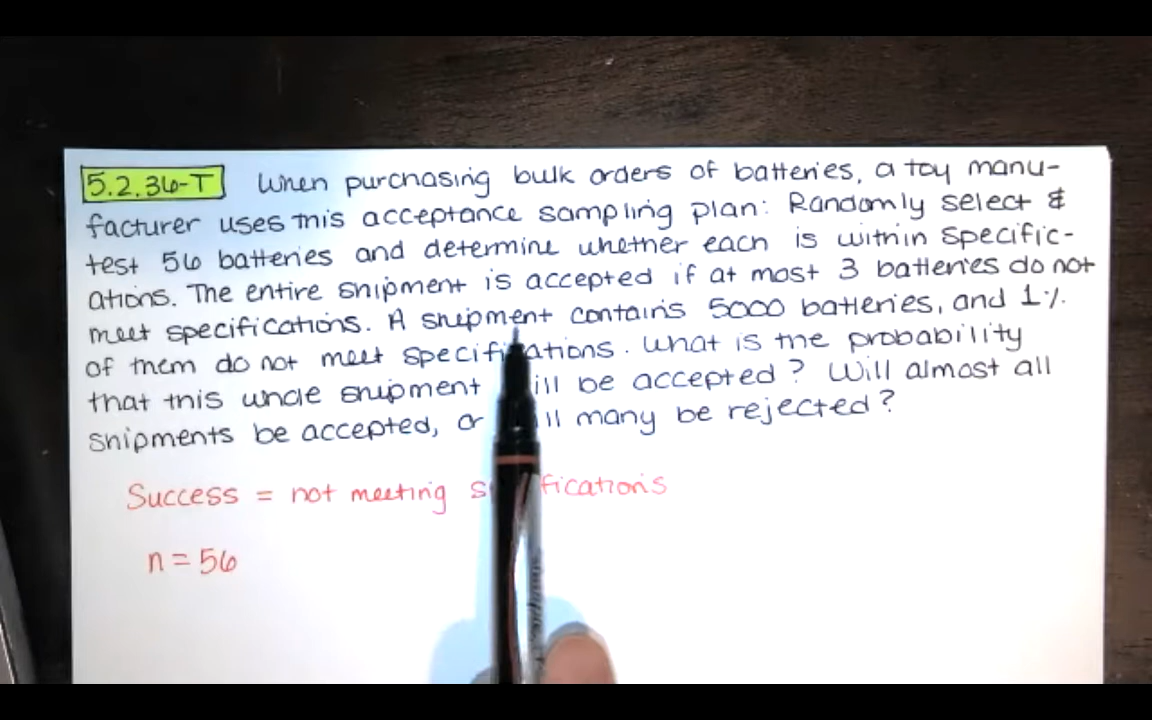 5.2.36-T When purchasing bulk orders of batteries, a toy manu-
facturer uses this acceptance sampling plan: Randomly select &
test 56 batteries and determine whether each is within specific-
ations. The entire shipment is accepted if at most 3 batteries do not
meet specifications. A shipment contains 5000 batteries, and 1%
of them do not meet specifications. What is the probability
that this whole shipment will be accepted? Will almost all
shipments be accepted, or will many be rejected?
Success = not meeting specifications
n = 56